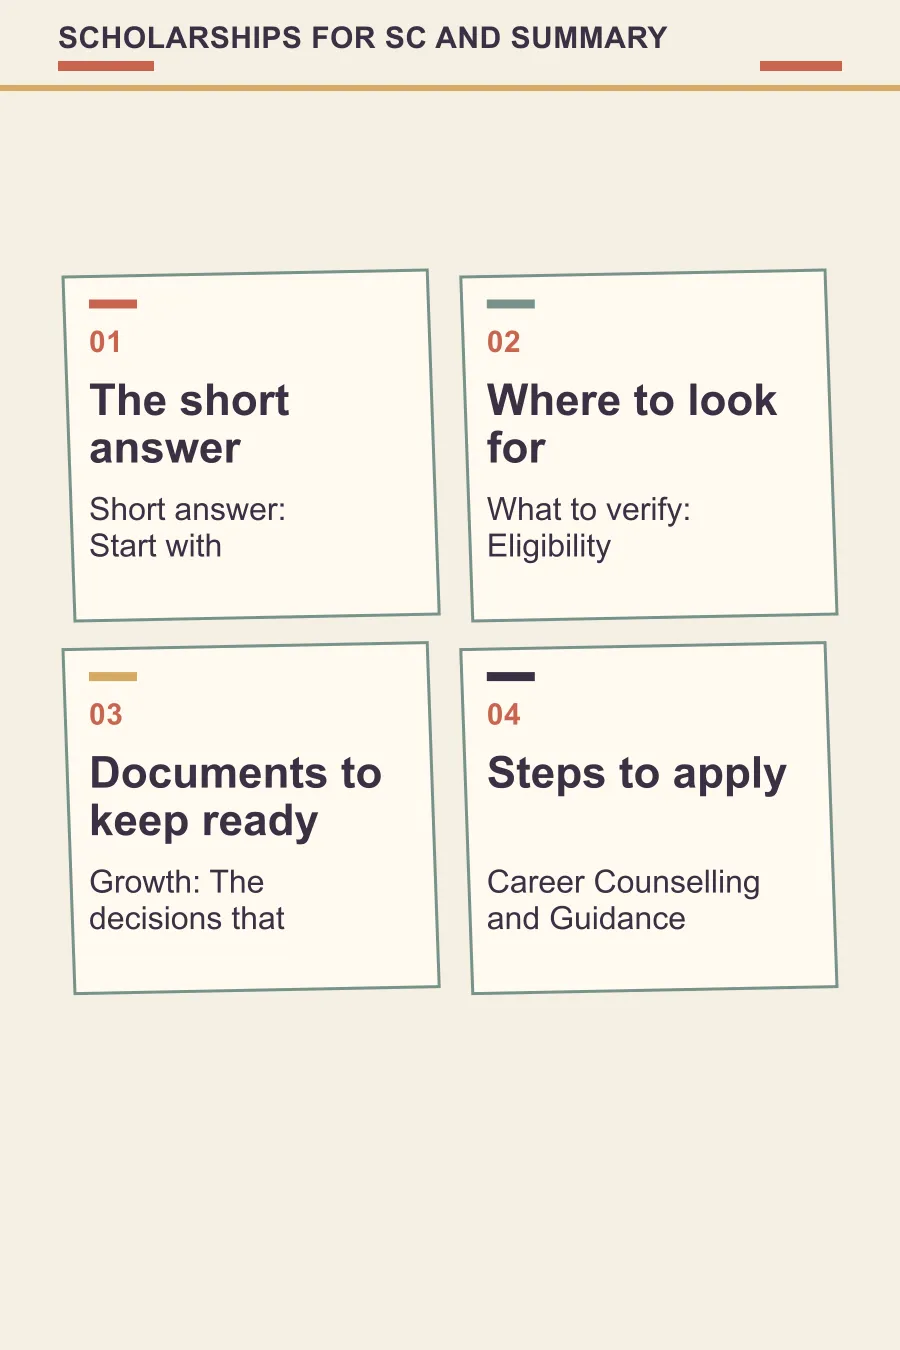 SCHOLARSHIPS FOR SC AND SUMMARY
01
The short
answer
Short answer:
Start with
02
Where to look
for
What to verify:
Eligibility
03
Documents to
keep ready
Growth: The
decisions that
04
Steps to apply
Career Counselling
and Guidance